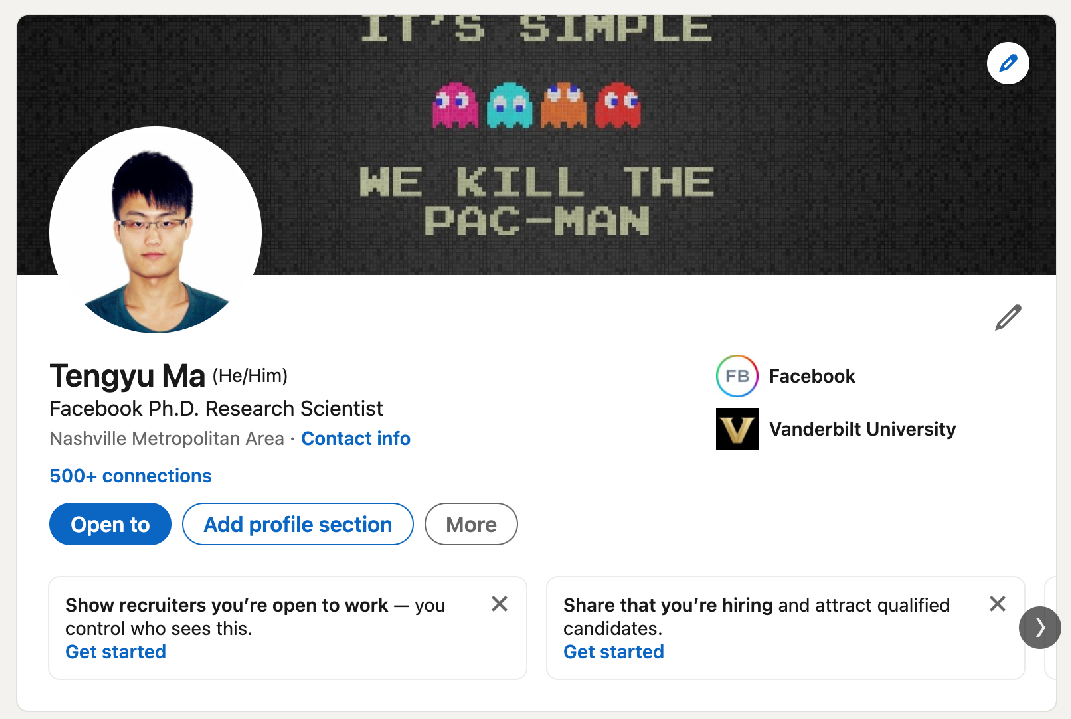 IT'S SIMPLE
WE KILL THE
PAC-MAN
Tengyu Ma (He/Him)
Facebook Ph.D. Research Scientist
Nashville Metropolitan Area · Contact info
500+ connections
Open to
Add profile section
More
FB Facebook
V Vanderbilt University
Show recruiters you're open to work — you
control who sees this.
Get started
Share that you're hiring and attract qualified
candidates.
Get started